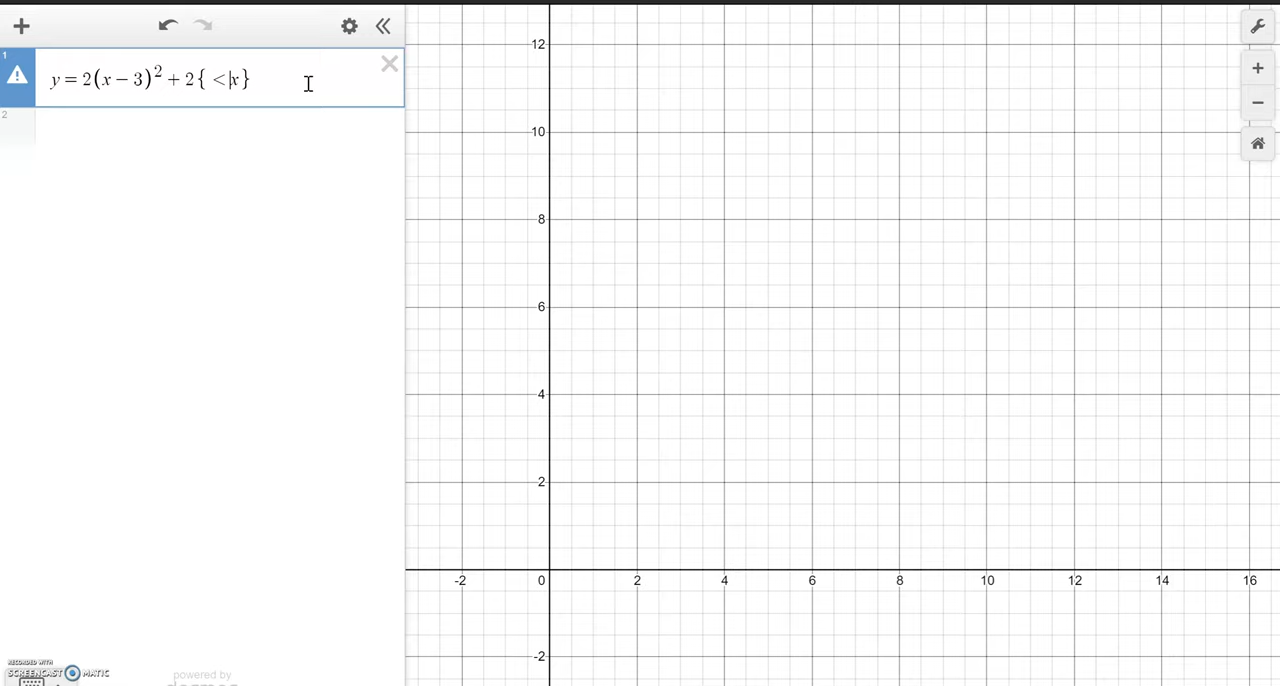 1
y = 2(x − 3)² + 2{ <x}
2
12
10
8
6
4
2
-2 0 2 4 6 8 10 12 14 16
-2
RECORDED WITH
SCREENCAST MATIC
powered by